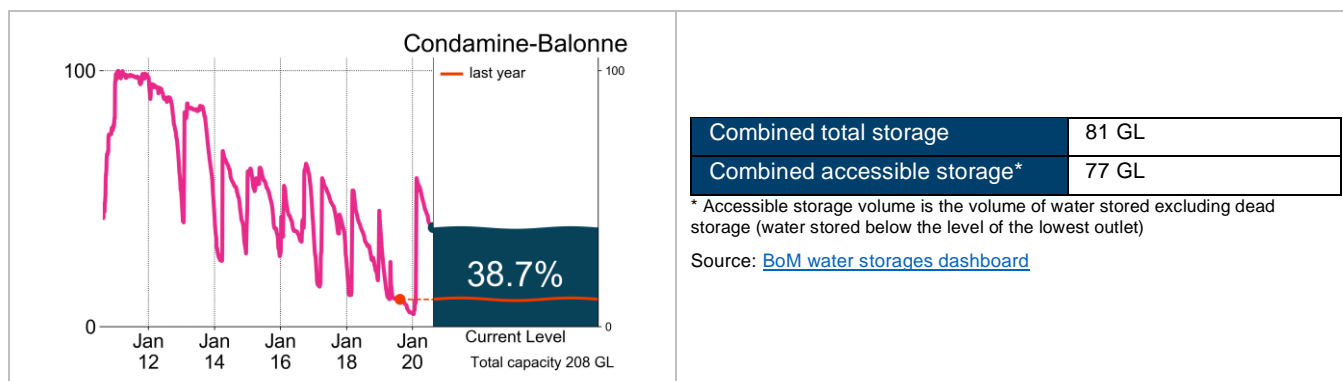 Condamine-Balonne
100
last year
100
38.7%
0
0
Jan
12
Jan
14
Jan
16
Jan
18
Jan
20
Current Level
Total capacity 208 GL
Combined total storage 81 GL
Combined accessible storage* 77 GL
* Accessible storage volume is the volume of water stored excluding dead
storage (water stored below the level of the lowest outlet)
Source: BoM water storages dashboard